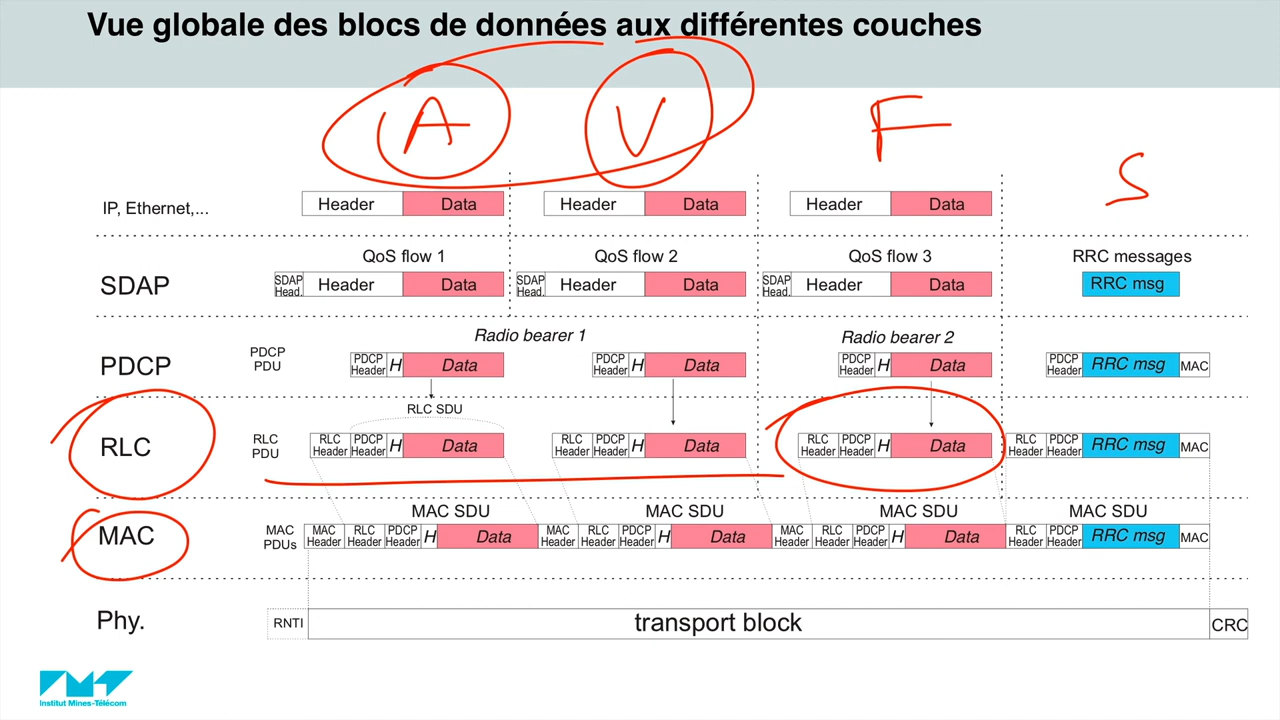 Vue globale des blocs de données aux différentes couches
A V F S
IP, Ethernet,... Header Data Header Data Header Data
QoS flow 1 QoS flow 2 QoS flow 3 RRC messages
SDAP SDAP Head. Header Data SDAP Head. Header Data SDAP Head. Header Data RRC msg
Radio bearer 1 Radio bearer 2
PDCP PDCP PDU PDCP Header H Data PDCP Header H Data PDCP Header H Data PDCP Header RRC msg MAC
RLC SDU
RLC RLC PDU RLC Header PDCP Header H Data RLC Header PDCP Header H Data RLC Header PDCP Header H Data RLC Header PDCP Header RRC msg MAC
MAC SDU MAC SDU MAC SDU MAC SDU
MAC MAC PDUs MAC Header RLC Header PDCP Header H Data MAC Header RLC Header PDCP Header H Data MAC Header RLC Header PDCP Header H Data RLC Header PDCP Header RRC msg MAC
Phy. RNTI transport block CRC
Institut Mines-Télécom